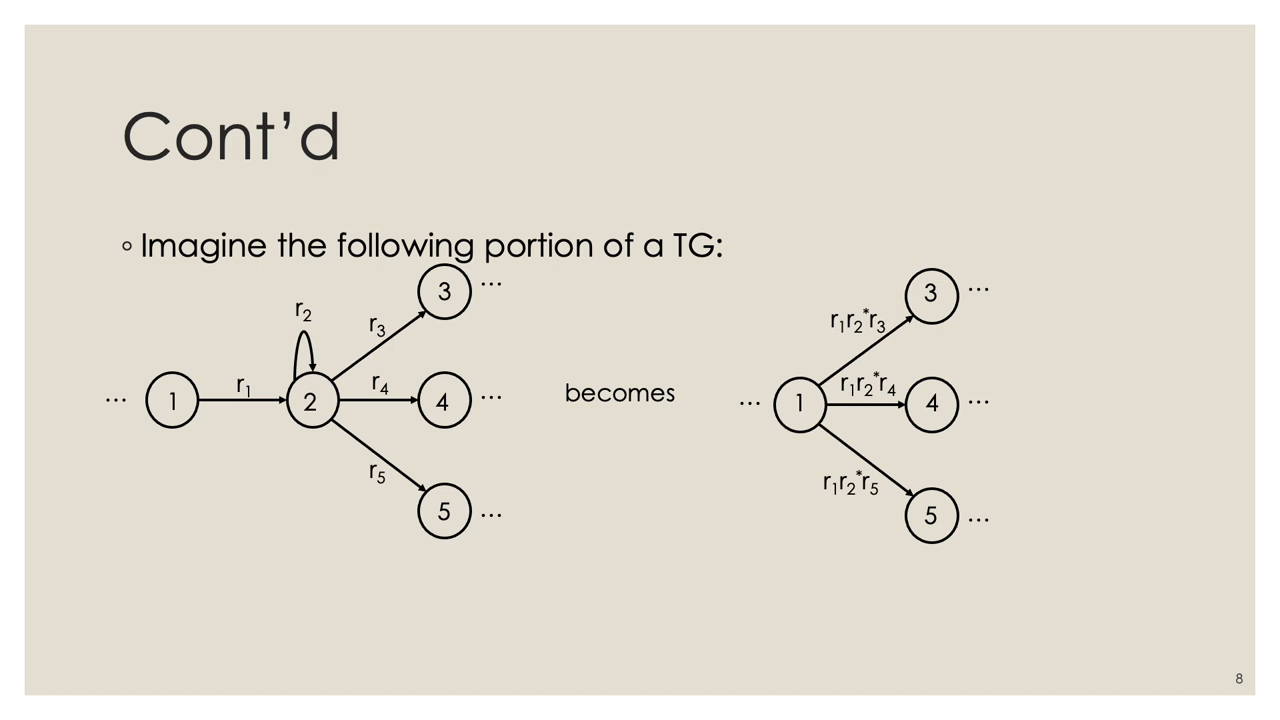 Cont’d
◦ Imagine the following portion of a TG:
r₂
r₃
3 ...
... 1
r₁
2
r₄
4 ...
r₅
5 ...
becomes
r₁r₂*r₃
3 ...
... 1
r₁r₂*r₄
4 ...
r₁r₂*r₅
5 ...
8